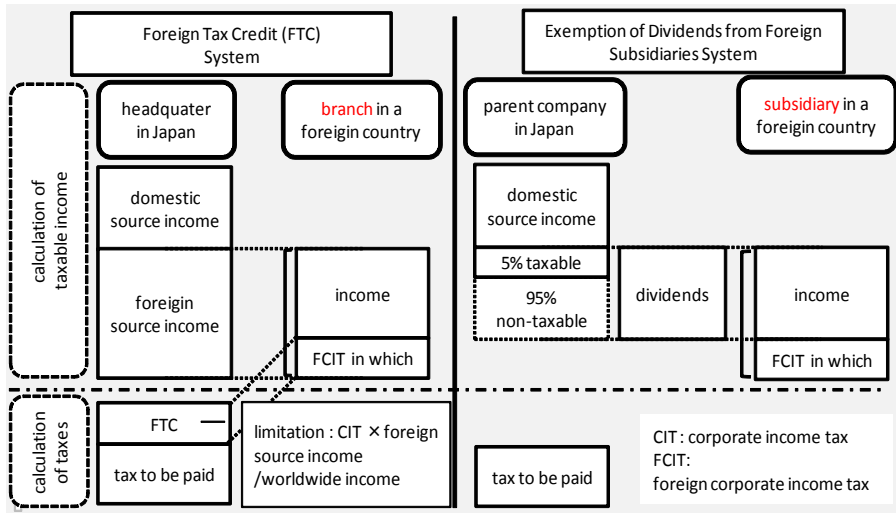 Foreign Tax Credit (FTC)
System
Exemption of Dividends from Foreign
Subsidiaries System
calculation of
taxable income
headquater
in Japan
branch in a
foreigin country
parent company
in Japan
subsidiary in a
foreigin country
domestic
source income
foreigin
source income
income
FCIT in which
domestic
source income
5% taxable
95%
non-taxable
dividends
income
FCIT in which
calculation
of taxes
FTC
tax to be paid
limitation : CIT × foreign
source income
/worldwide income
tax to be paid
CIT : corporate income tax
FCIT:
foreign corporate income tax